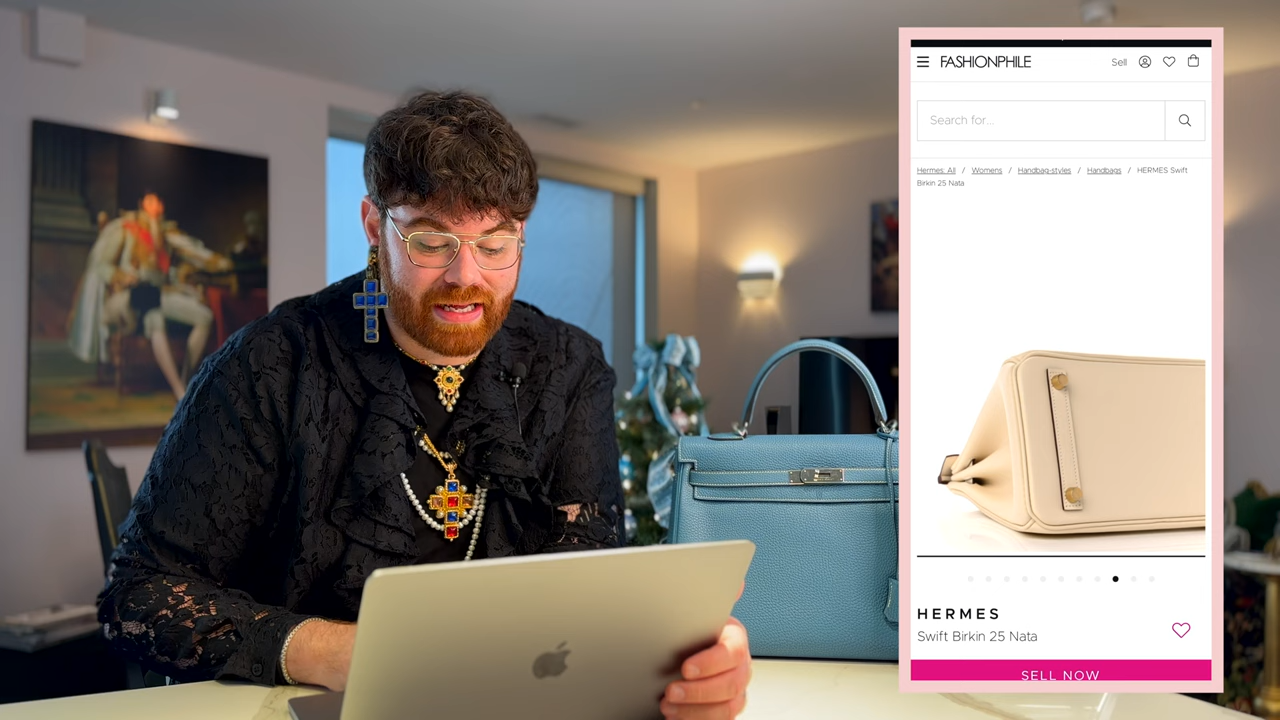 FASHIONPHILE
Sell
Search for...
Hermes: All / Womens / Handbag-styles / Handbags / HERMES Swift
Birkin 25 Nata
HERMES
Swift Birkin 25 Nata
SELL NOW